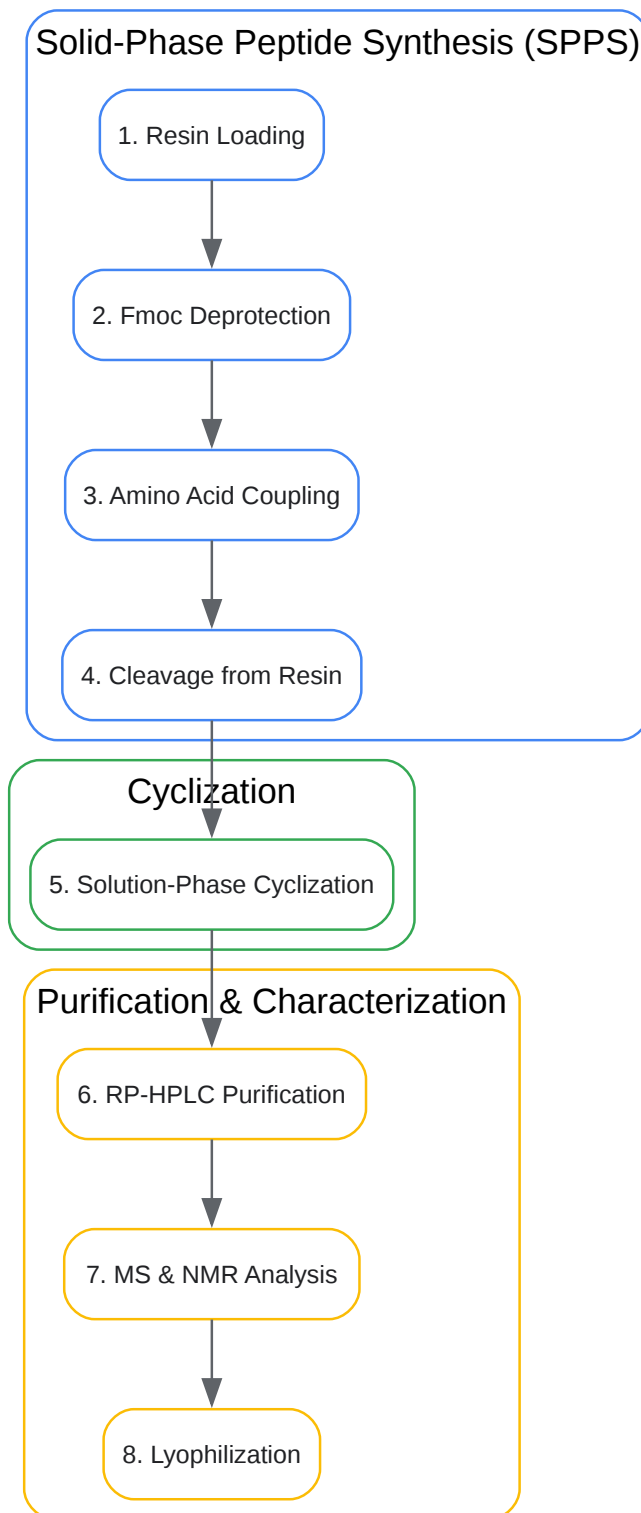 Solid-Phase Peptide Synthesis (SPPS)
1. Resin Loading
2. Fmoc Deprotection
3. Amino Acid Coupling
4. Cleavage from Resin
Cyclization
5. Solution-Phase Cyclization
Purification & Characterization
6. RP-HPLC Purification
7. MS & NMR Analysis
8. Lyophilization